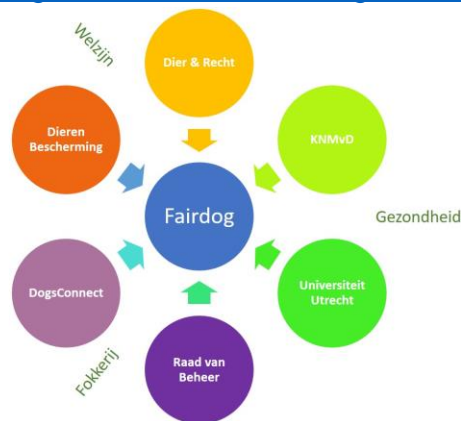 Welzijn
Dier & Recht
Dieren
Bescherming
KNMvD
Fairdog
Gezondheid
DogsConnect
Universiteit
Utrecht
Fokkerij
Raad van
Beheer